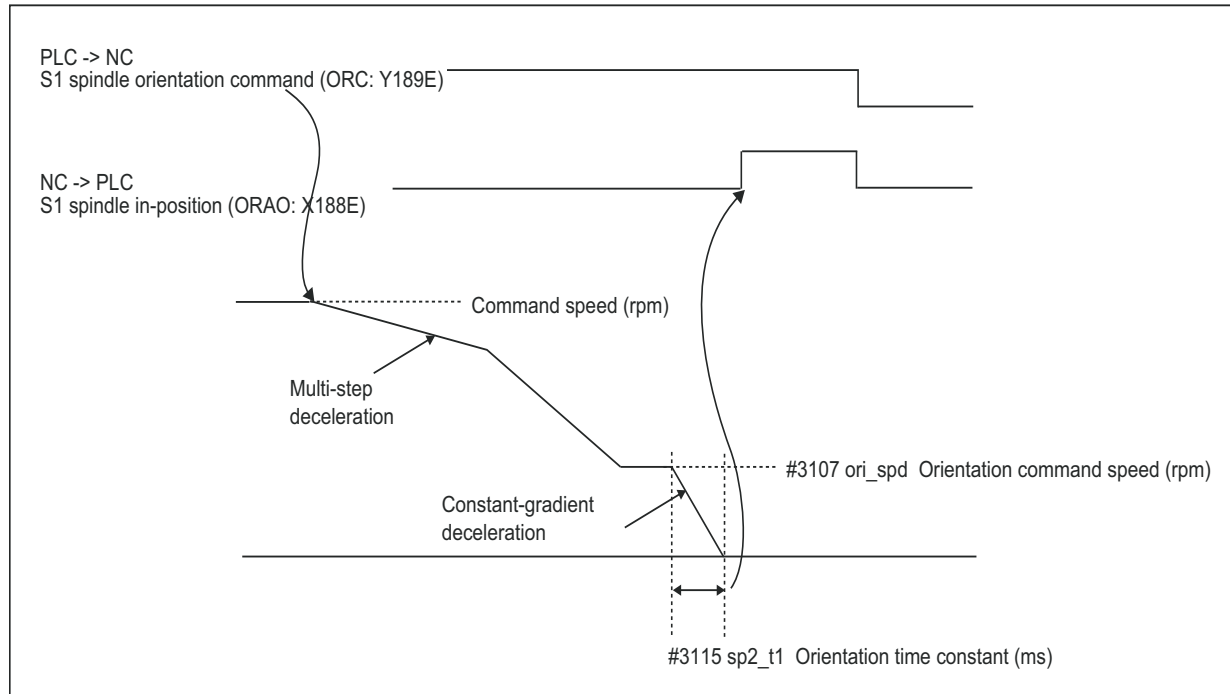 PLC -> NC
S1 spindle orientation command (ORC: Y189E)
NC -> PLC
S1 spindle in-position (ORAO: X188E)
Command speed (rpm)
Multi-step
deceleration
#3107 ori_spd Orientation command speed (rpm)
Constant-gradient
deceleration
#3115 sp2_t1 Orientation time constant (ms)